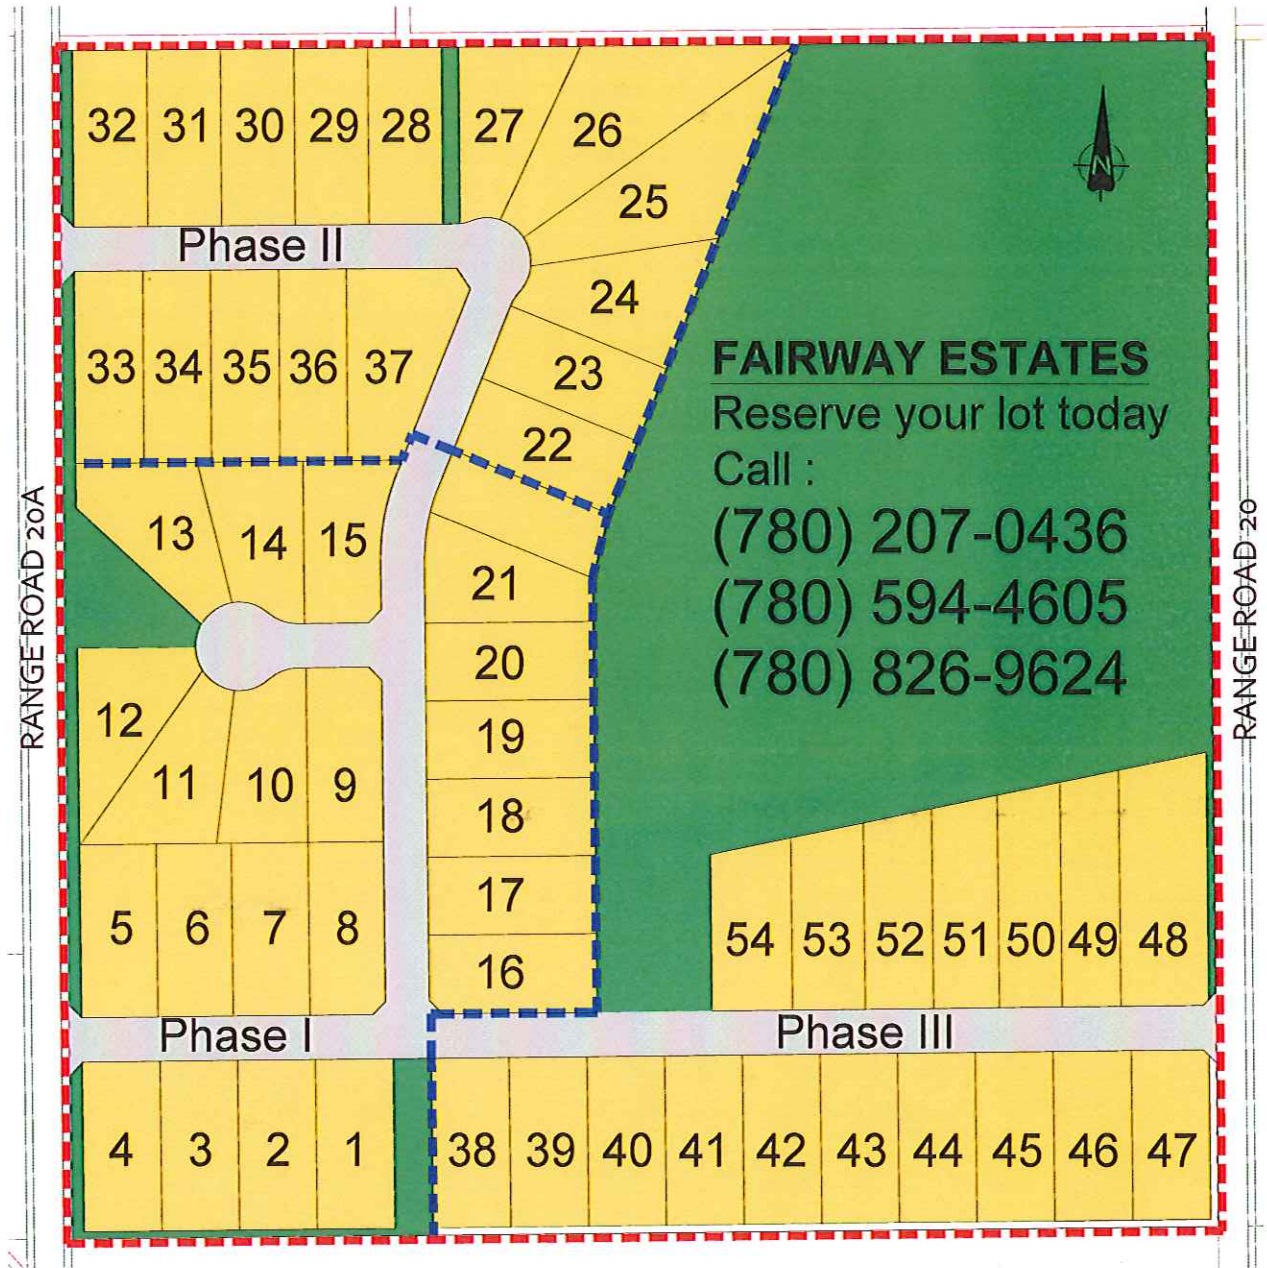 32 31 30 29 28 27 26
25
Phase II
24
33 34 35 36 37 23
22
N
FAIRWAY ESTATES
Reserve your lot today
Call :
(780) 207-0436
(780) 594-4605
(780) 826-9624
RANGE ROAD 20A
RANGE ROAD 20
13 14 15
21
20
12 19
11 10 9
18
17
5 6 7 8
16
54 53 52 51 50 49 48
Phase I
Phase III
4 3 2 1 38 39 40 41 42 43 44 45 46 47